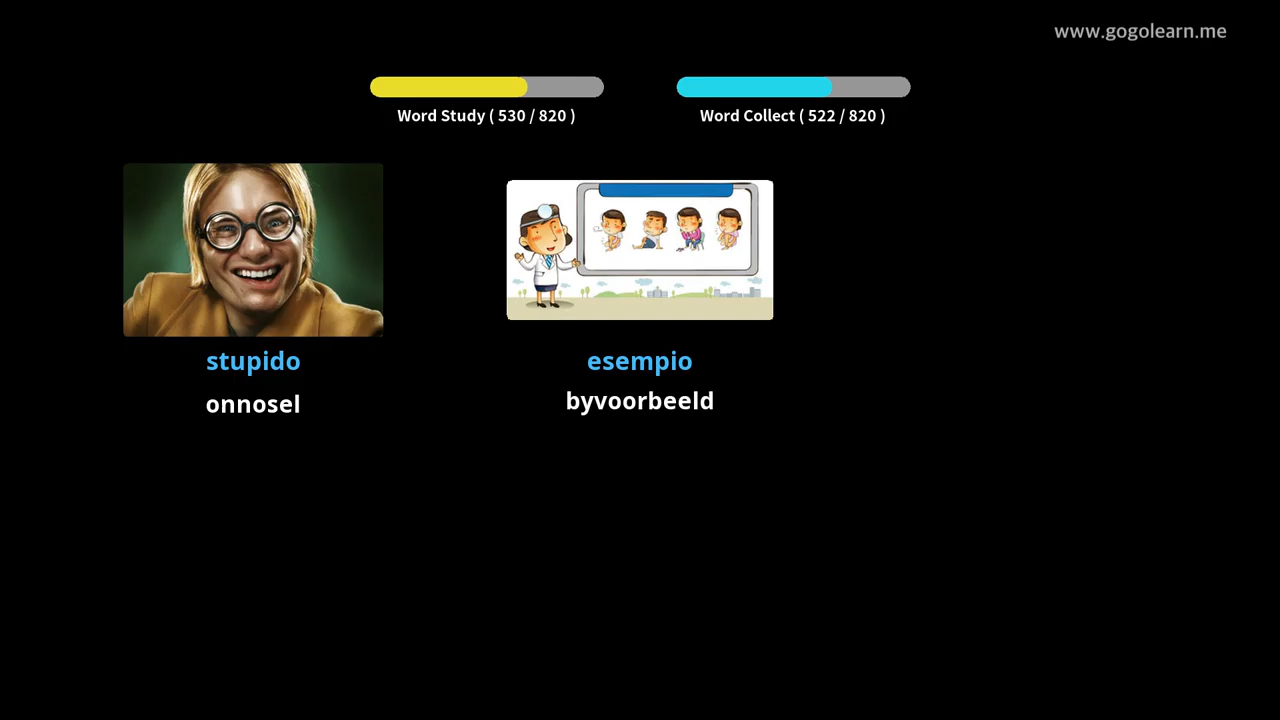 www.gogolearn.me
Word Study ( 530 / 820 )
Word Collect ( 522 / 820 )
stupido
esempio
onnosel
byvoorbeeld